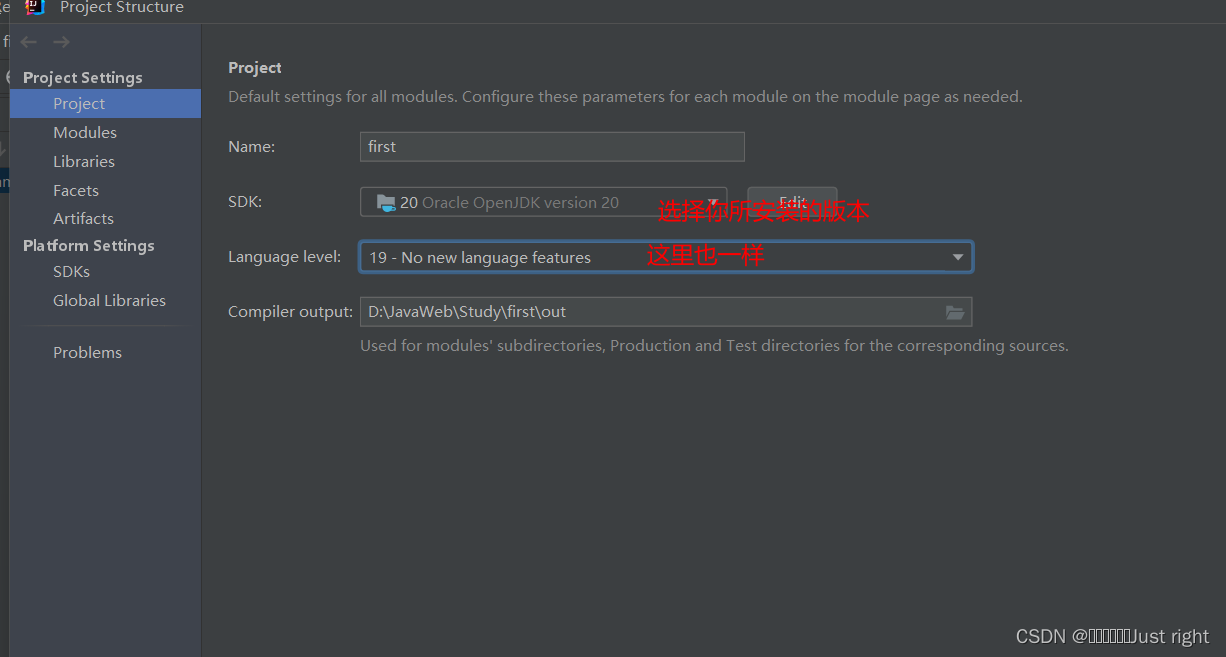 Project Structure
Project Settings
Project
Modules
Libraries
Facets
Artifacts
Platform Settings
SDKs
Global Libraries
Problems
Project
Default settings for all modules. Configure these parameters for each module on the module page as needed.
Name: first
SDK: 20 Oracle OpenJDK version 20 Edit
选择你所安装的版本
Language level: 19 - No new language features
这里也一样
Compiler output: D:\JavaWeb\Study\first\out
Used for modules' subdirectories, Production and Test directories for the corresponding sources.
CSDN @▯▯▯▯▯▯Just right